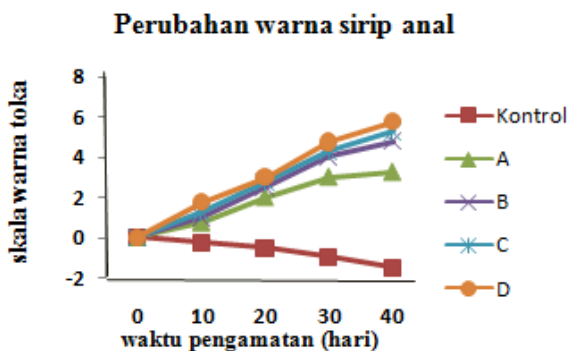 Perubahan warna sirip anal
skala warna toka
8
6
4
2
0
-2
0 10 20 30 40
waktu pengamatan (hari)
Kontrol
A
B
C
D